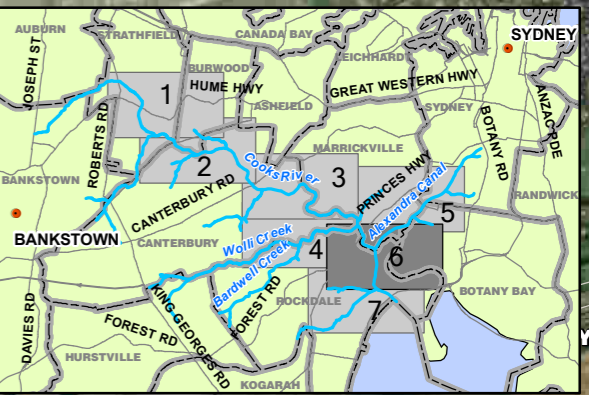 AUBURN
STRATHFIELD
CANADA BAY
SYDNEY
JOSEPH ST
BURWOOD
EICHHARD
1
HUME HWY
GREAT WESTERN HWY
ANZAC PDE
ASHFIELD
SYDNEY
BOTANY RD
ROBERTS RD
MARRICKVILLE
2
Cooks River
3
PRINCES HWY
BANKSTOWN
CANTERBURY RD
Alexandra Canal
RANDWICK
5
BANKSTOWN
CANTERBURY
Wolli Creek
4
6
Bardwell Creek
KING GEORGES RD
FOREST RD
ROCKDALE
BOTANY BAY
7
DAVIES RD
FOREST RD
HURSTVILLE
KOGARAH